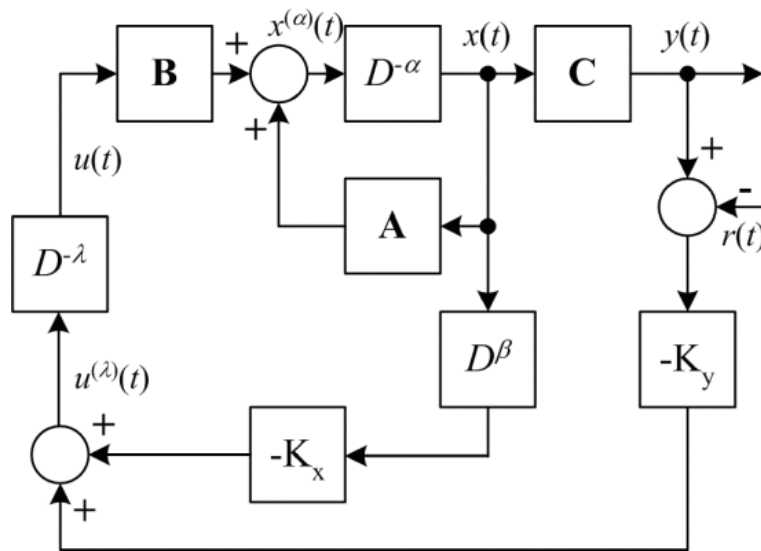 B
+
x^{(α)}(t)
D^{-α}
x(t)
C
y(t)
+
u(t)
A
+
-
r(t)
D^{-λ}
D^β
-K_y
u^{(λ)}(t)
+
-K_x
+